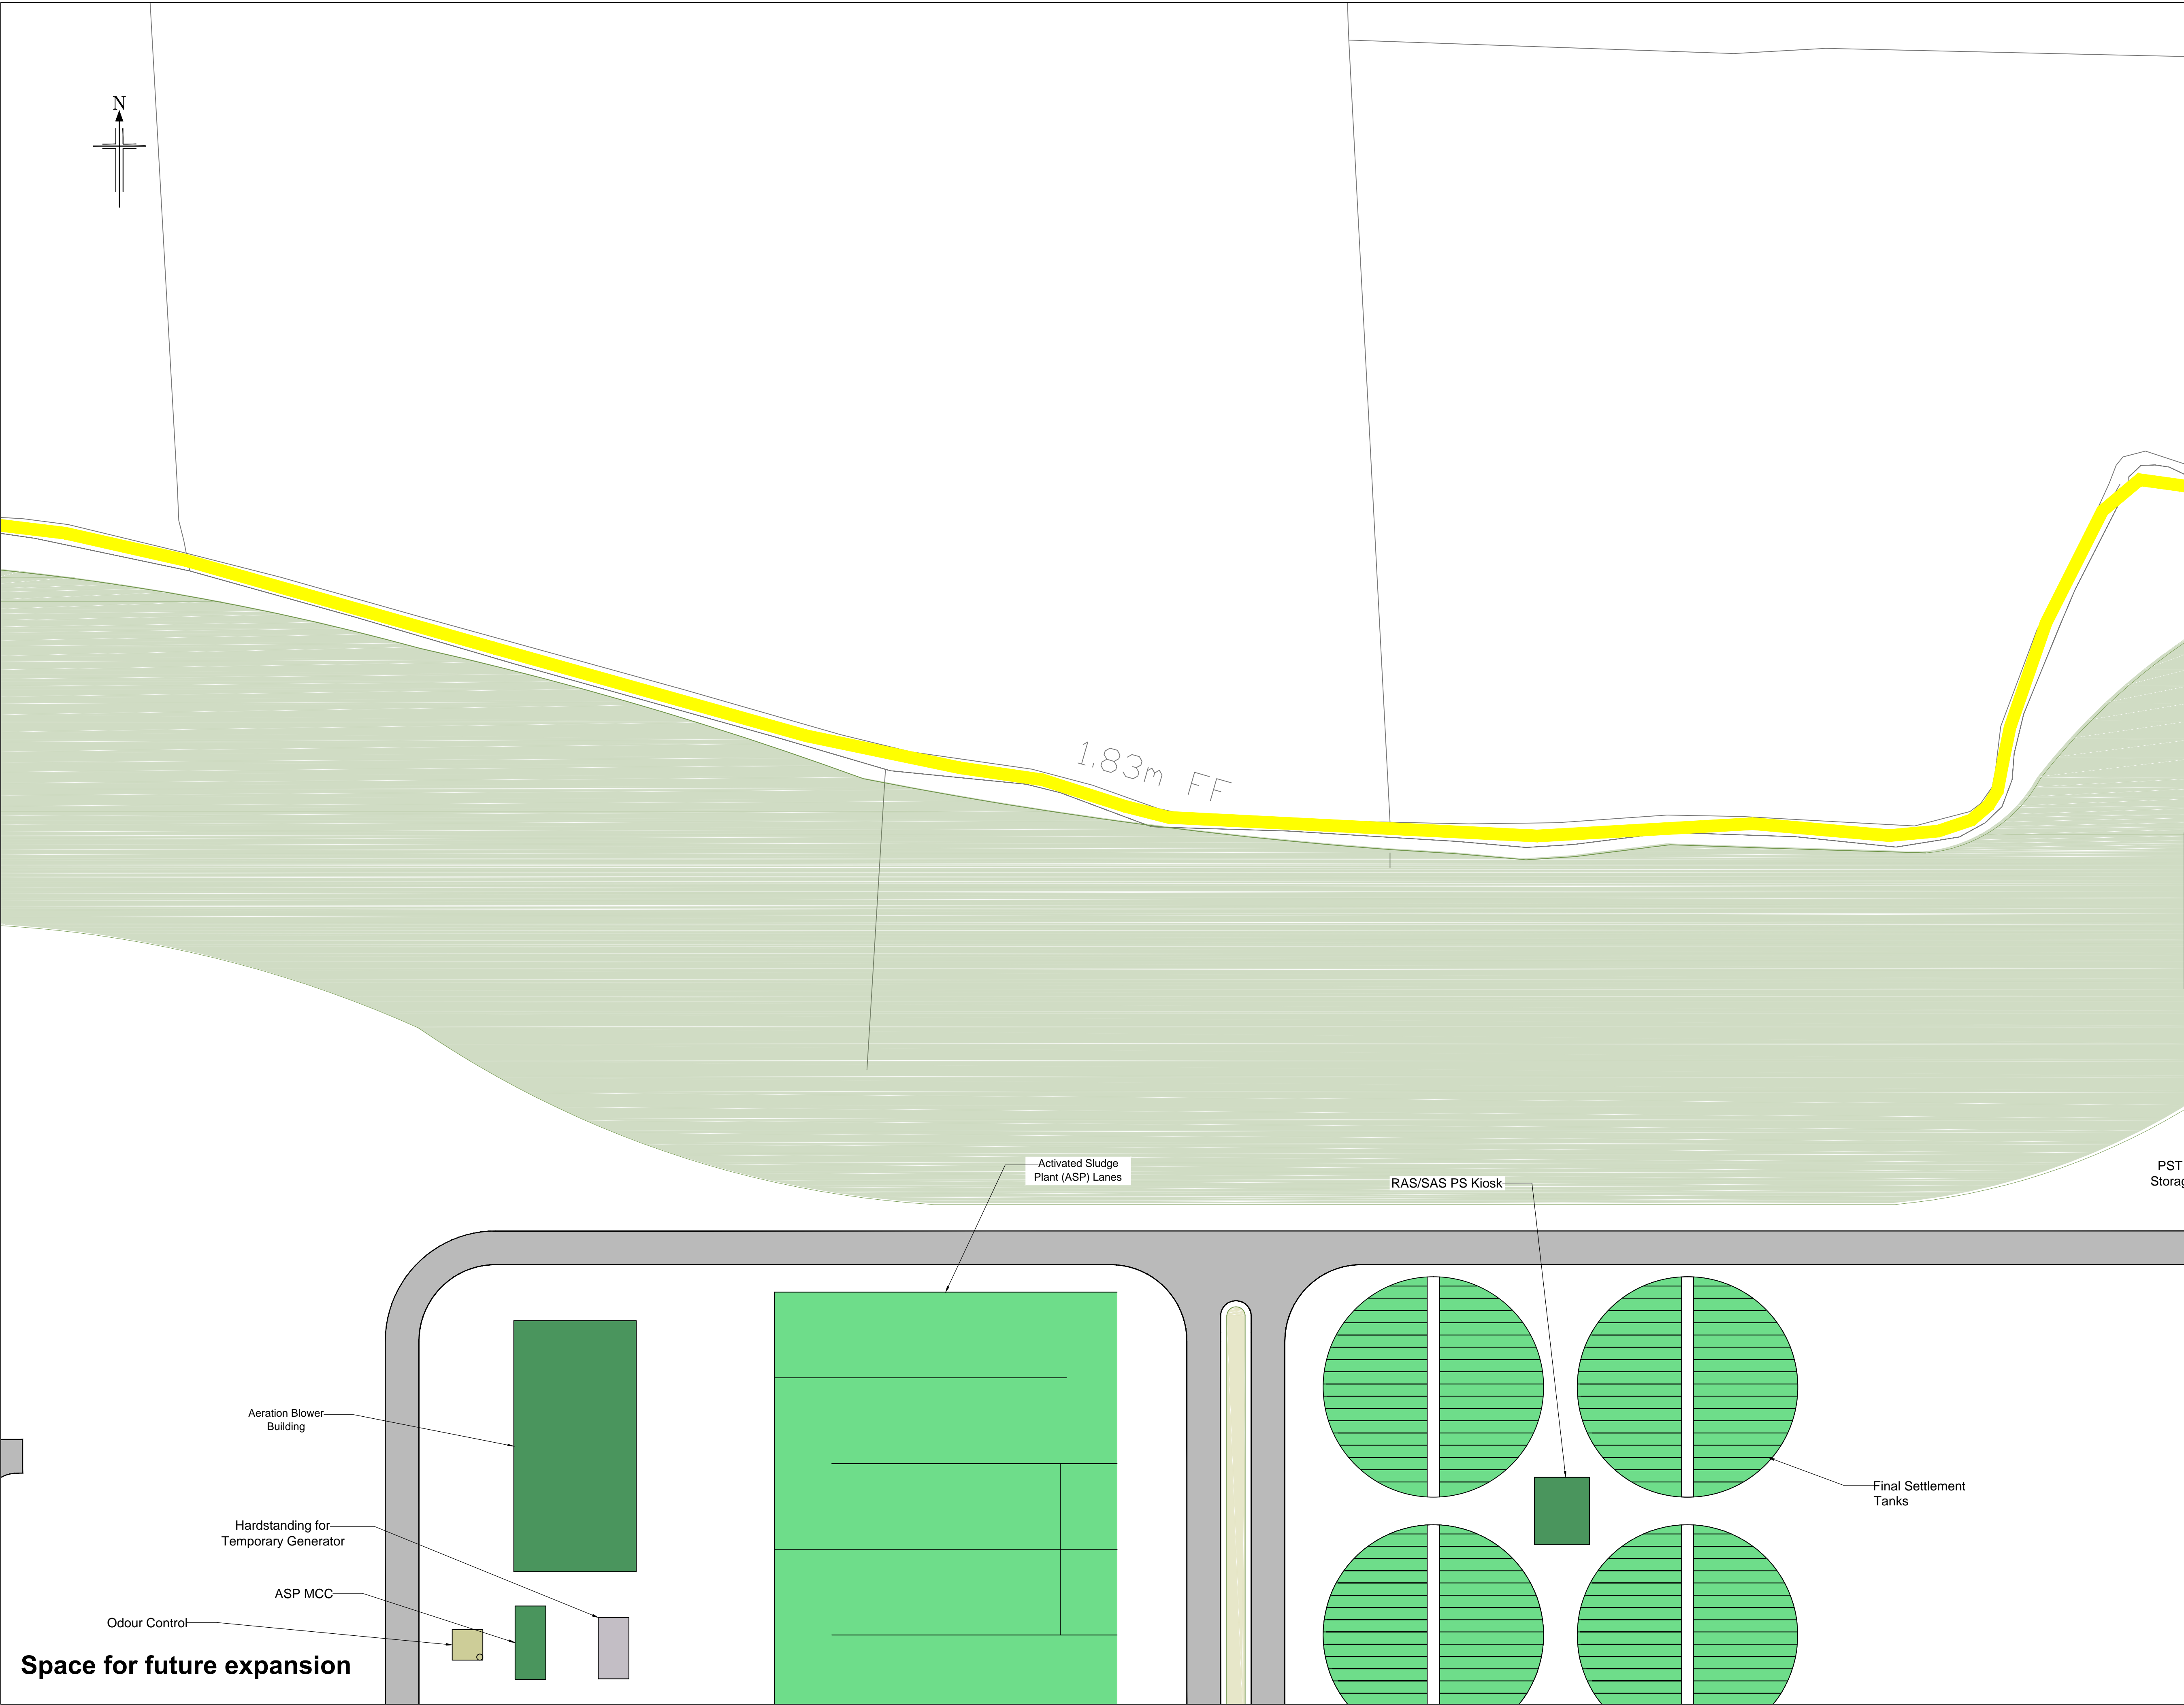 N
1.83m FF
Activated Sludge
Plant (ASP) Lanes
RAS/SAS PS Kiosk
PST
Storag
Aeration Blower
Building
Final Settlement
Tanks
Hardstanding for
Temporary Generator
ASP MCC
Odour Control
Space for future expansion